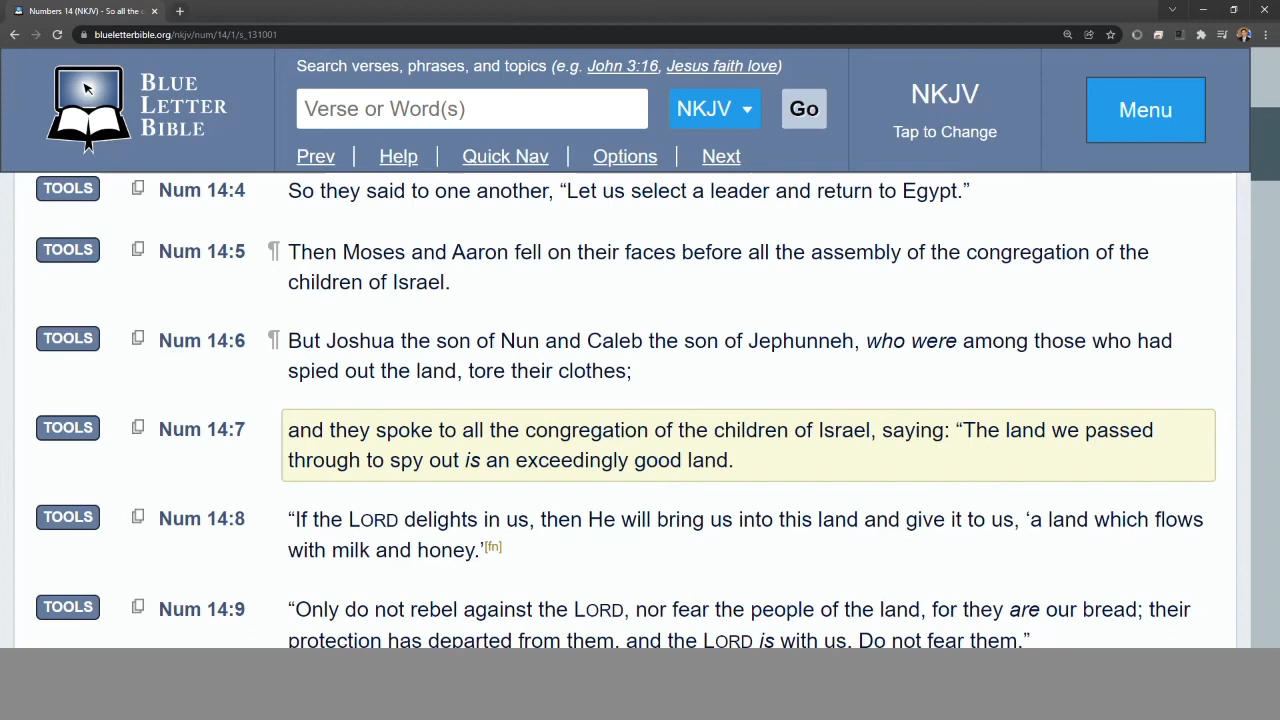 Numbers 14 (NKJV) - So all the c
blueletterbible.org/nkjv/num/14/1/s_131001
BLUE
LETTER
BIBLE
Search verses, phrases, and topics (e.g. John 3:16, Jesus faith love)
Verse or Word(s)
NKJV
Go
Prev | Help | Quick Nav | Options | Next
NKJV
Tap to Change
Menu
TOOLS Num 14:4 So they said to one another, “Let us select a leader and return to Egypt.”
TOOLS Num 14:5 ¶ Then Moses and Aaron fell on their faces before all the assembly of the congregation of the
children of Israel.
TOOLS Num 14:6 ¶ But Joshua the son of Nun and Caleb the son of Jephunneh, who were among those who had
spied out the land, tore their clothes;
TOOLS Num 14:7 and they spoke to all the congregation of the children of Israel, saying: “The land we passed
through to spy out is an exceedingly good land.
TOOLS Num 14:8 “If the LORD delights in us, then He will bring us into this land and give it to us, ‘a land which flows
with milk and honey.’[fn]
TOOLS Num 14:9 “Only do not rebel against the LORD, nor fear the people of the land, for they are our bread; their
protection has departed from them, and the LORD is with us. Do not fear them.”